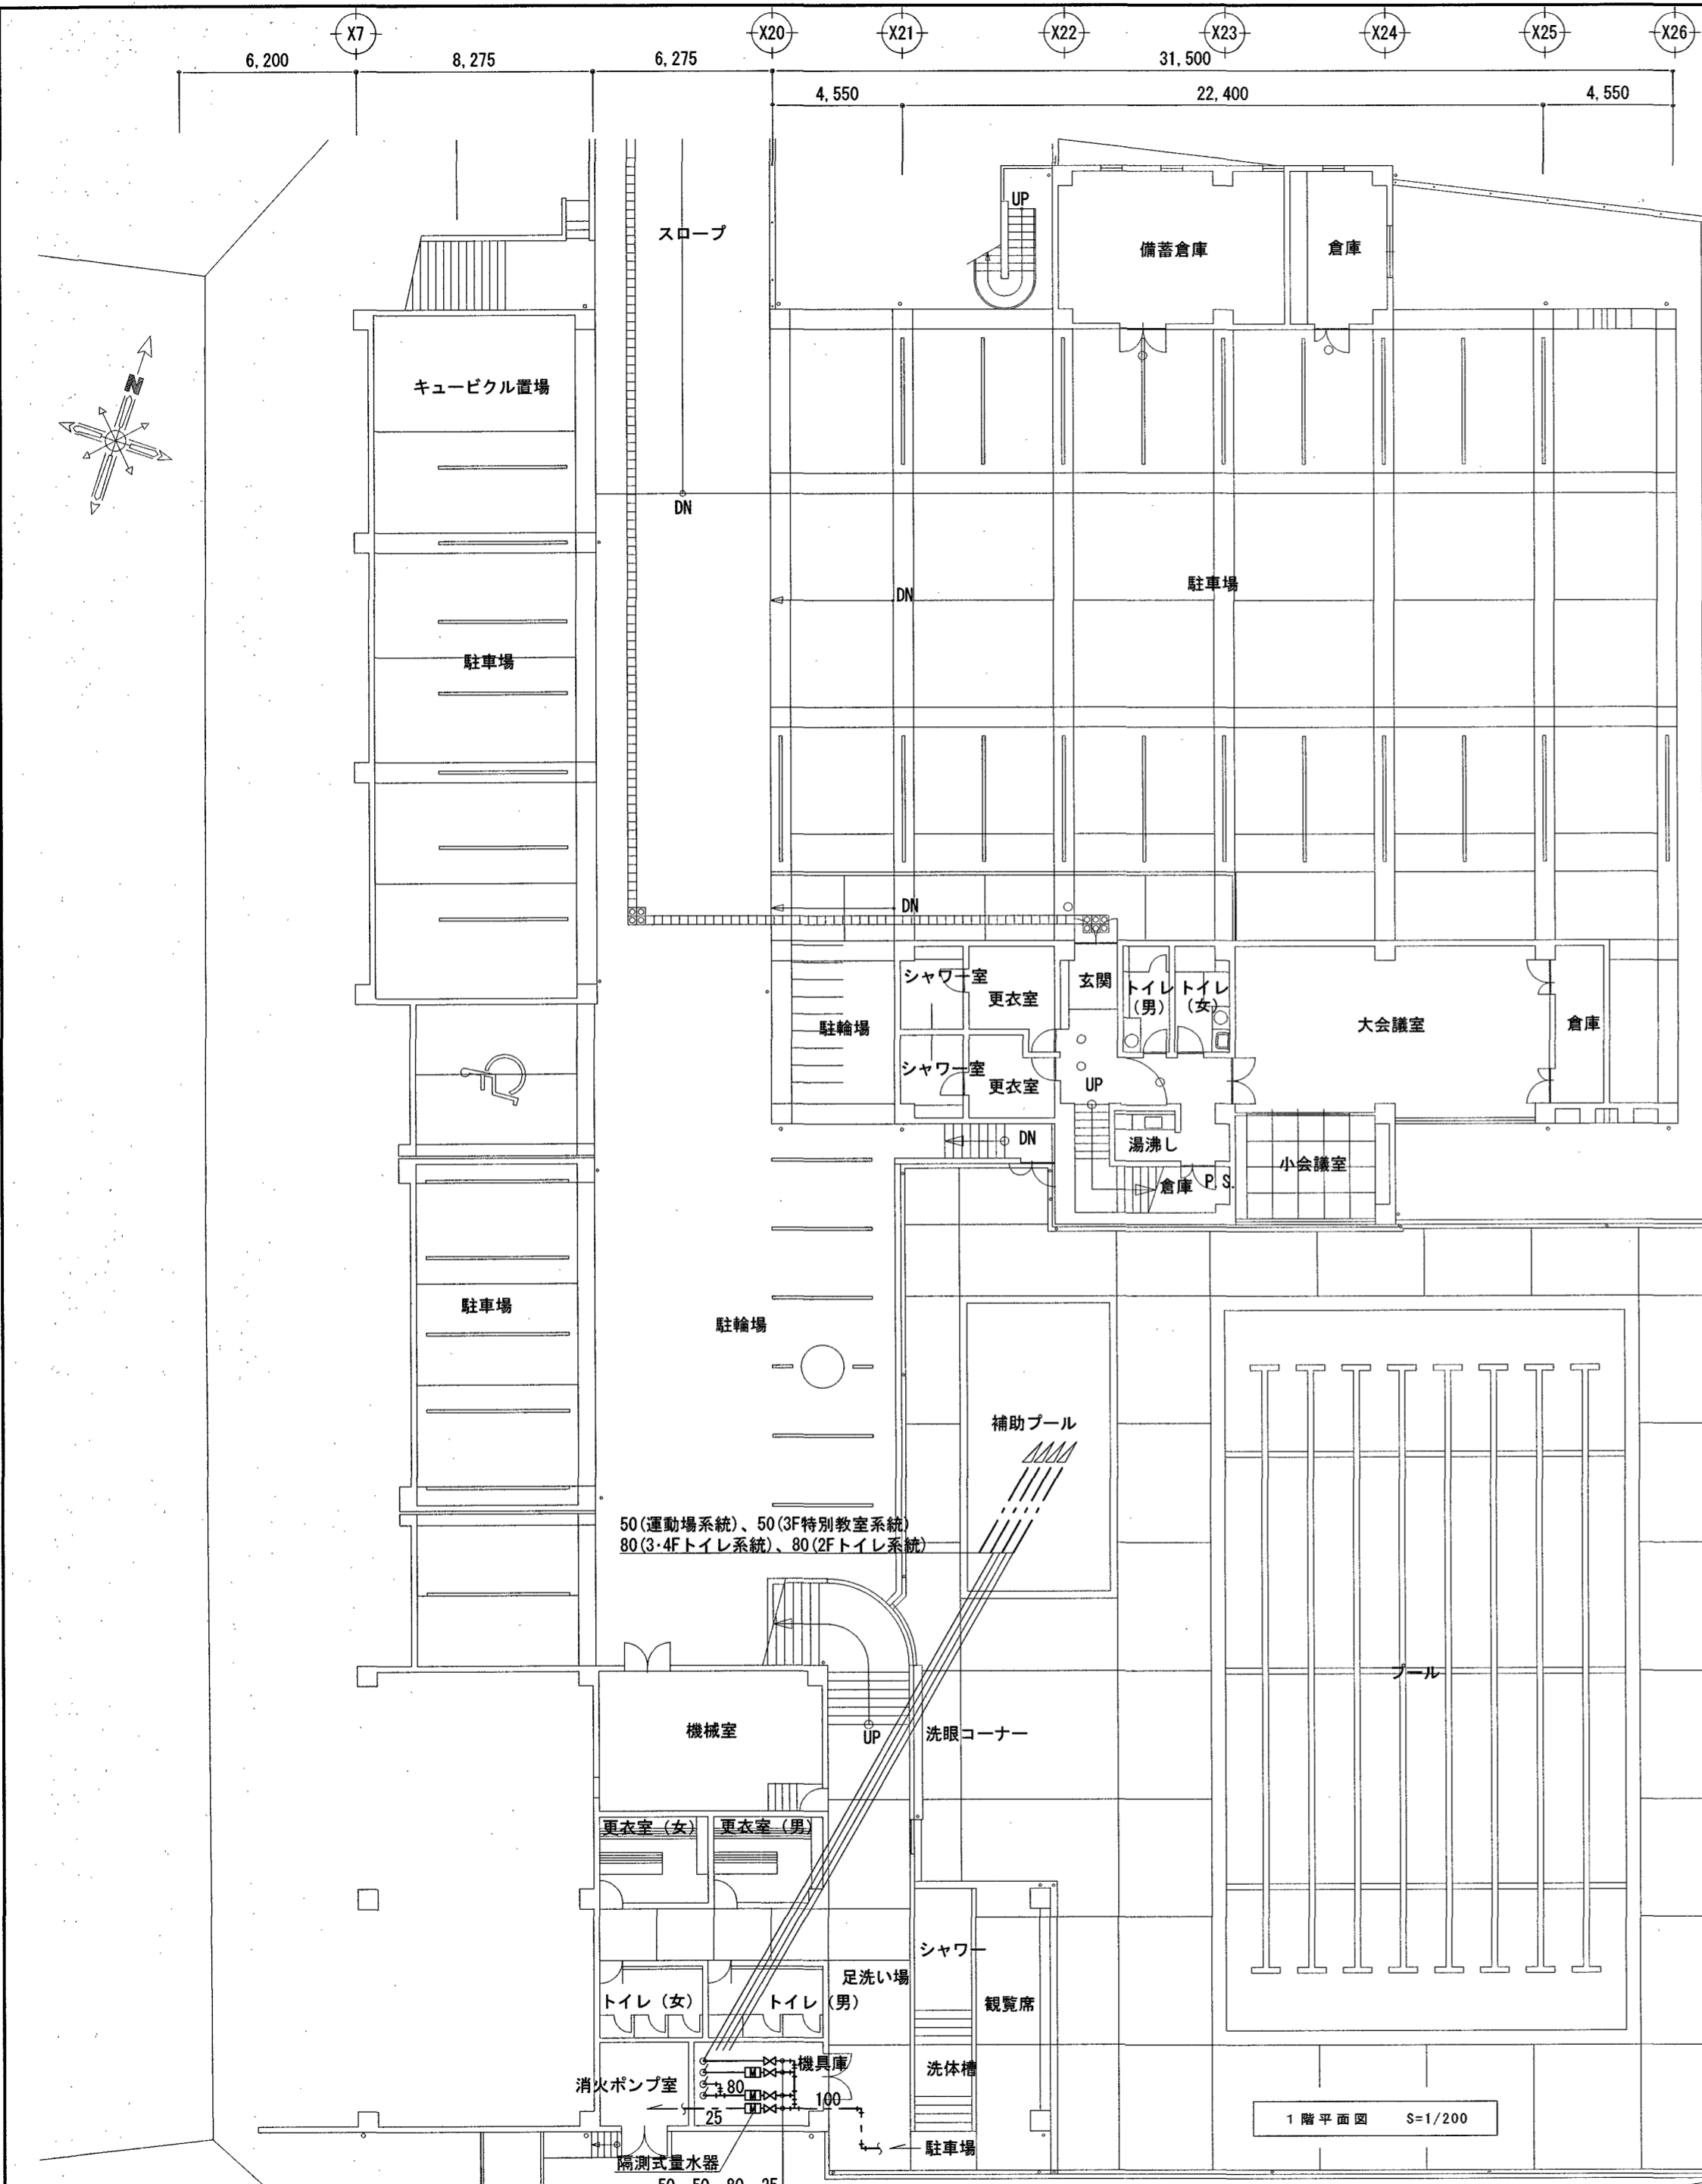 X7 X20 X21 X22 X23 X24 X25 X26
6,200 8,275 6,275 31,500
4,550 22,400 4,550
UP
スロープ
備蓄倉庫 倉庫
N
キュービクル置場
DN
駐車場
DN
駐車場
DN
シャワー室 更衣室 玄関 トイレ(男) トイレ(女)
駐輪場 大会議室 倉庫
シャワー室 更衣室 UP
DN 湯沸し
倉庫 P.S. 小会議室
駐車場
駐輪場
補助プール
50(運動場系統)、50(3F特別教室系統)
80(3・4Fトイレ系統)、80(2Fトイレ系統)
プール
機械室 UP 洗眼コーナー
更衣室(女) 更衣室(男)
シャワー
足洗い場
トイレ(女) トイレ(男) 観覧席
機具庫 洗体槽
消火ポンプ室 M 80
M 100
25 M
1階平面図 S=1/200
駐車場
隔測式量水器
50 50 80 25